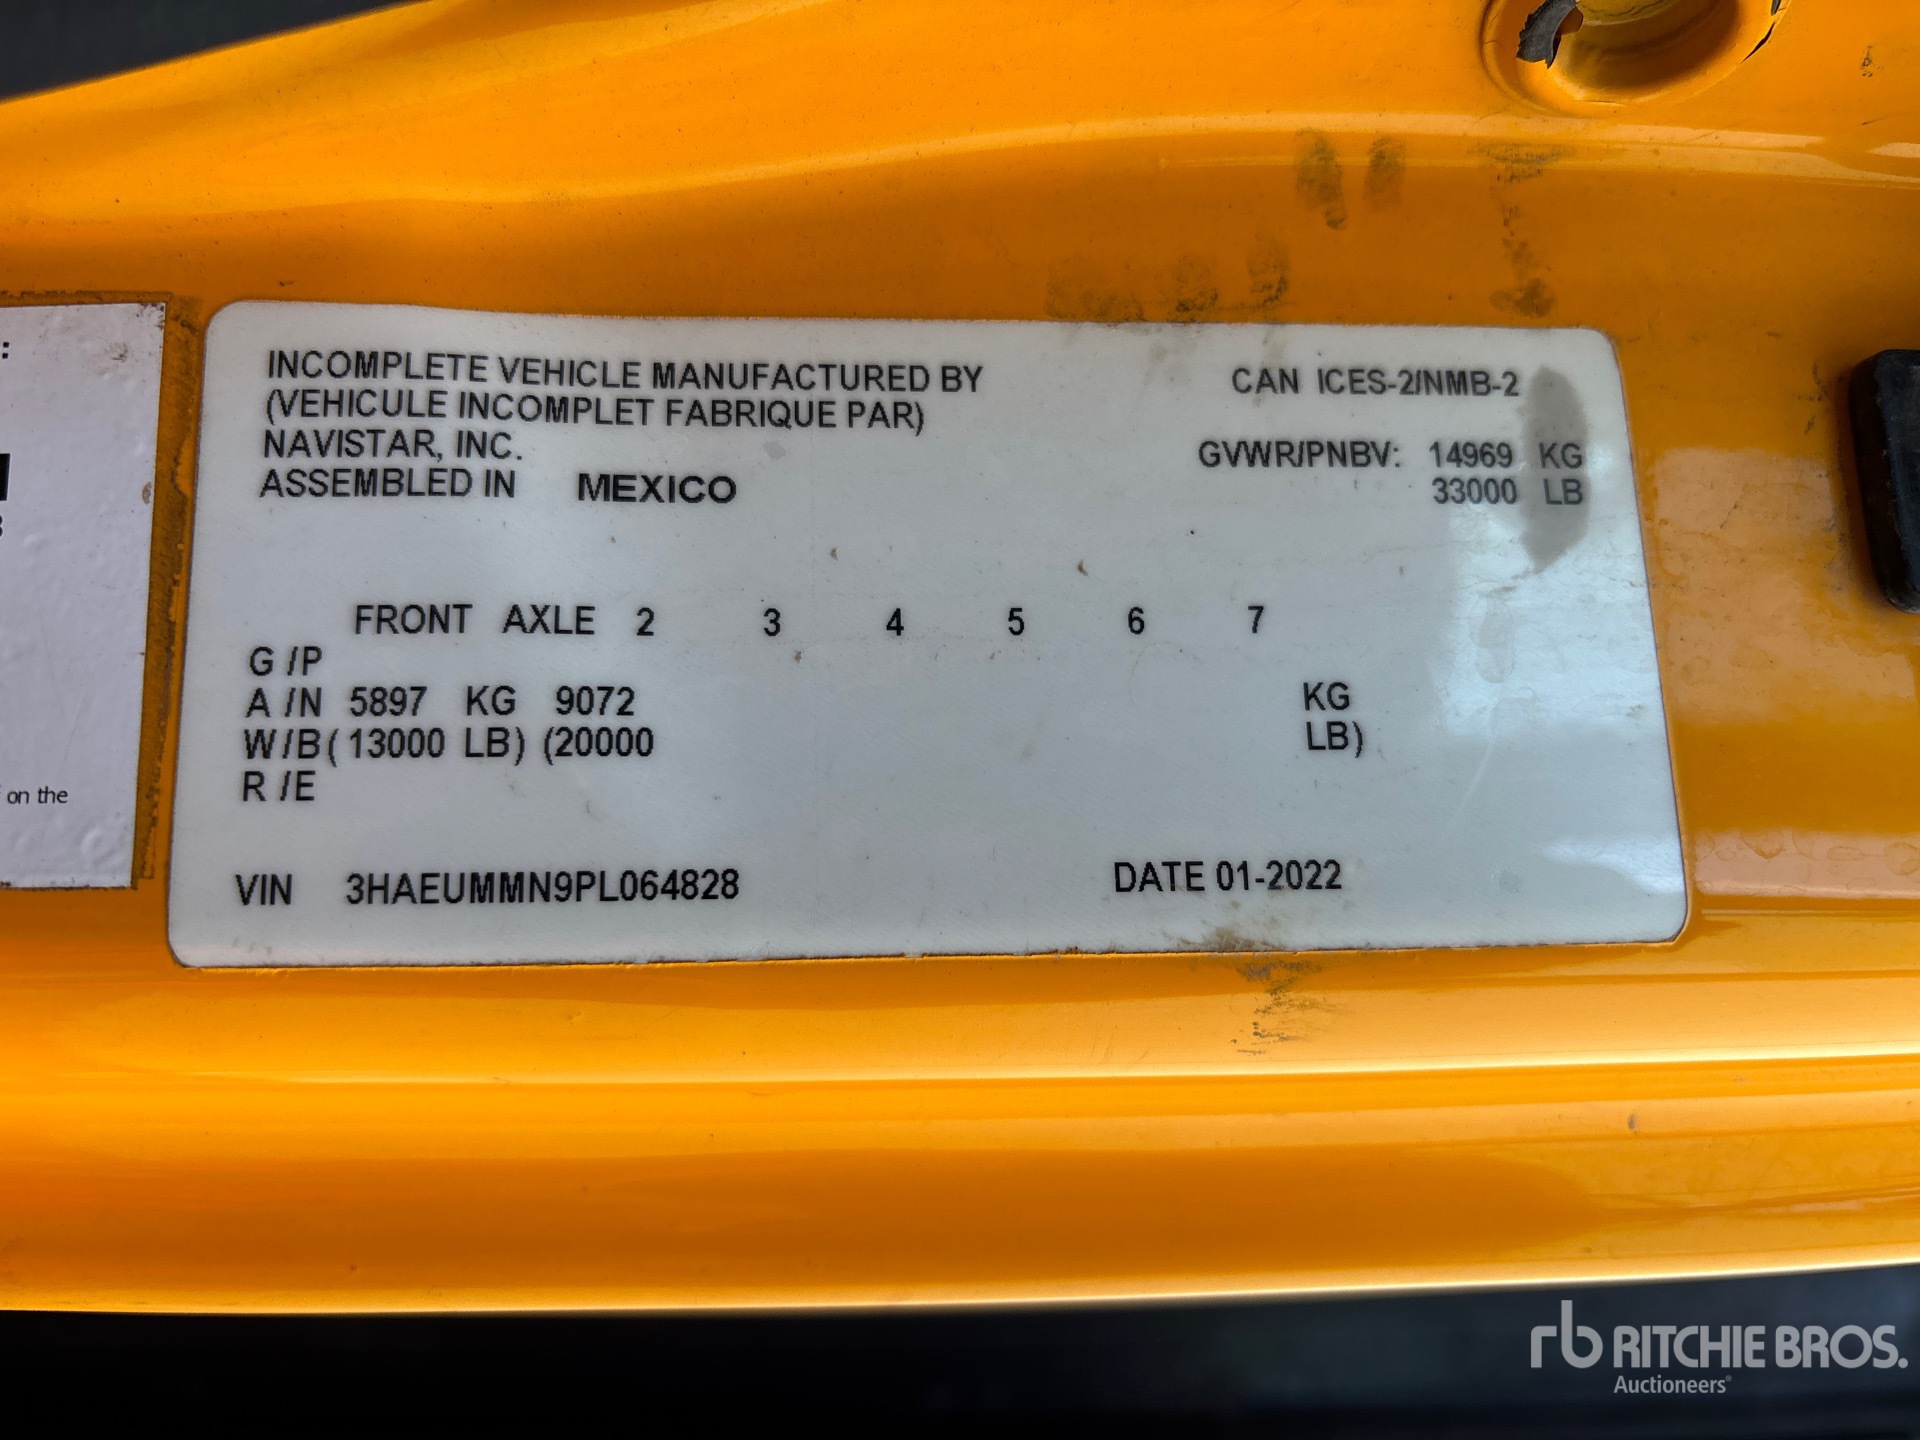 :
3
on the
INCOMPLETE VEHICLE MANUFACTURED BY
(VEHICULE INCOMPLET FABRIQUE PAR)
NAVISTAR, INC.
ASSEMBLED IN MEXICO
CAN ICES-2/NMB-2
GVWR/PNBV: 14969 KG
33000 LB
FRONT AXLE 2 3 4 5 6 7
G /P
A /N 5897 KG 9072 KG
W/B (13000 LB) (20000 LB)
R /E
VIN 3HAEUMMN9PL064828 DATE 01-2022
rb RITCHIE BROS.
Auctioneers®